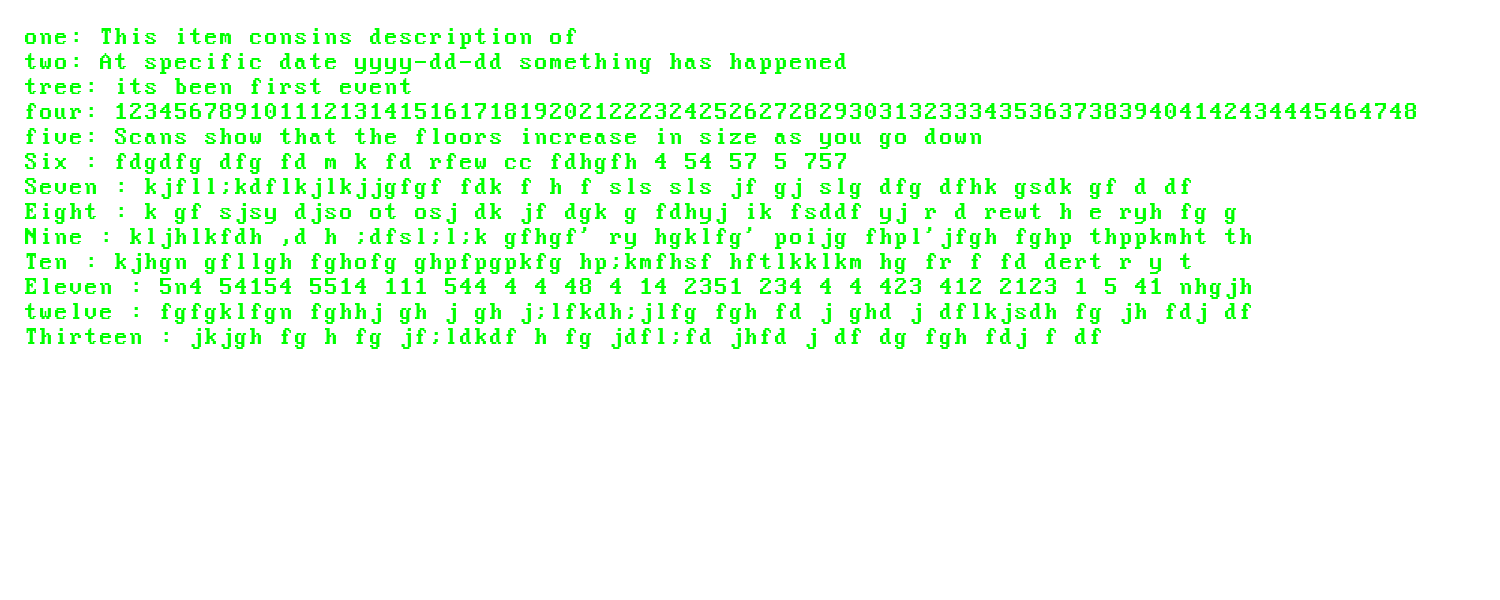 one: This item consins description of
two: At specific date yyyy-dd-dd something has happened
tree: its been first event
four: 123456789101112131415161718192021222324252627282930313233343536373839404142434445464748
five: Scans show that the floors increase in size as you go down
Six : fdgdfg dfg fd m k fd rfew cc fdhgfh 4 54 57 5 757
Seven : kjfll;kdflkjlkjjgfgf fdk f h f sls sls jf gj slg dfg dfhk gsdk gf d df
Eight : k gf sjsy djso ot osj dk jf dgk g fdhyj ik fsddf yj r d rewt h e ryh fg g
Nine : kljhlkfdh ,d h ;dfsl;l;k gfhgf' ry hgklfg' poijg fhpl'jfgh fghp thppkmht th
Ten : kjhgn gfllgh fghofg ghpfpgpkfg hp;kmfhsf hftlkklkm hg fr f fd dert r y t
Eleven : 5n4 54154 5514 111 544 4 4 48 4 14 2351 234 4 4 423 412 2123 1 5 41 nhgjh
twelve : fgfgklfgn fghhj gh j gh j;lfkdh;jlfg fgh fd j ghd j dflkjsdh fg jh fdj df
Thirteen : jkjgh fg h fg jf;ldkdf h fg jdfl;fd jhfd j df dg fgh fdj f df